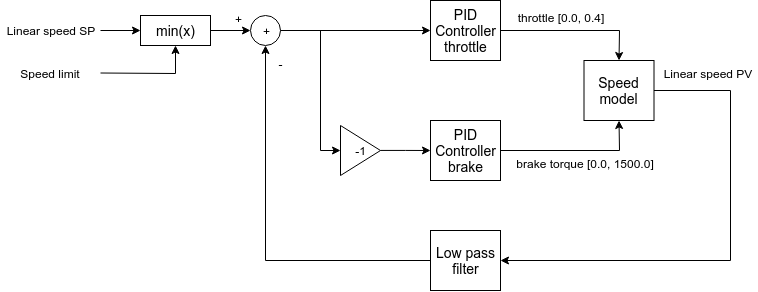 Linear speed SP
min(x)
+
+
-
Speed limit
PID
Controller
throttle
throttle [0.0, 0.4]
Speed
model
Linear speed PV
-1
PID
Controller
brake
brake torque [0.0, 1500.0]
Low pass
filter